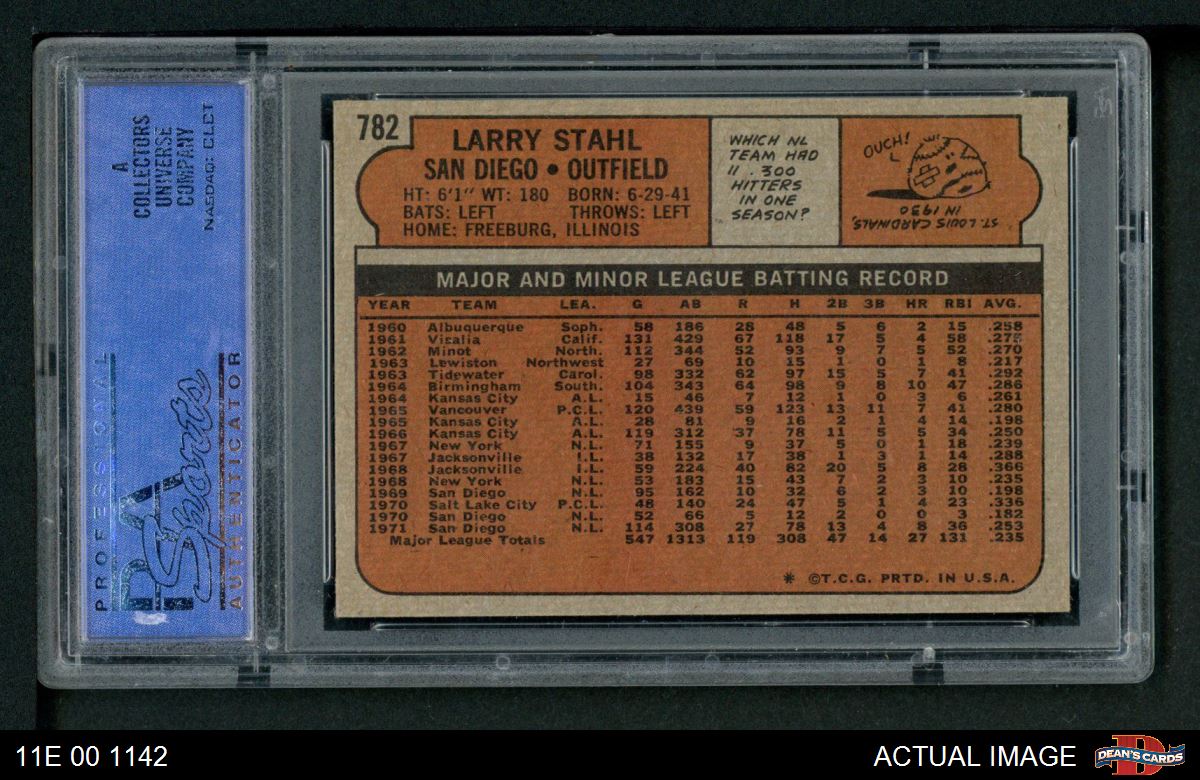 A
COLLECTORS
UNIVERSE
COMPANY
NASDAQ: CLCT
PROFESSIONAL
PSA
Sports
AUTHENTICATOR
782
LARRY STAHL
SAN DIEGO • OUTFIELD
HT: 6'1" WT: 180 BORN: 6-29-41
BATS: LEFT THROWS: LEFT
HOME: FREEBURG, ILLINOIS
WHICH NL
TEAM HAD
11 .300
HITTERS
IN ONE
SEASON?
OUCH!
ST. LOUIS CARDINALS,
IN 1930
MAJOR AND MINOR LEAGUE BATTING RECORD
YEAR TEAM LEA. G AB R H 2B 3B HR RBI AVG.
1960 Albuquerque Soph. 58 186 28 48 5 6 2 15 .258
1961 Visalia Calif. 131 429 67 118 17 5 4 58 .275
1962 Minot North. 112 344 52 93 9 7 5 52 .270
1963 Lewiston Northwest 27 69 10 15 1 0 1 8 .217
1963 Tidewater Carol. 98 332 62 97 15 5 7 41 .292
1964 Birmingham South. 104 343 64 98 9 8 10 47 .286
1964 Kansas City A.L. 15 46 7 12 1 0 3 6 .261
1965 Vancouver P.C.L. 120 439 59 123 13 11 7 41 .280
1965 Kansas City A.L. 28 81 9 16 2 1 4 14 .198
1966 Kansas City A.L. 119 312 37 78 11 5 5 34 .250
1967 New York N.L. 71 155 9 37 5 0 1 18 .239
1967 Jacksonville I.L. 38 132 17 38 1 3 1 14 .288
1968 Jacksonville I.L. 59 224 40 82 20 5 8 28 .366
1968 New York N.L. 53 183 15 43 7 2 3 10 .235
1969 San Diego N.L. 95 162 10 32 6 2 3 10 .198
1970 Salt Lake City P.C.L. 48 140 24 47 5 1 4 23 .336
1970 San Diego N.L. 52 66 5 12 2 0 0 3 .182
1971 San Diego N.L. 114 308 27 78 13 4 8 36 .253
Major League Totals 547 1313 119 308 47 14 27 131 .235
* ©T.C.G. PRTD. IN U.S.A.
11E 00 1142
ACTUAL IMAGE
DEAN'S CARDS